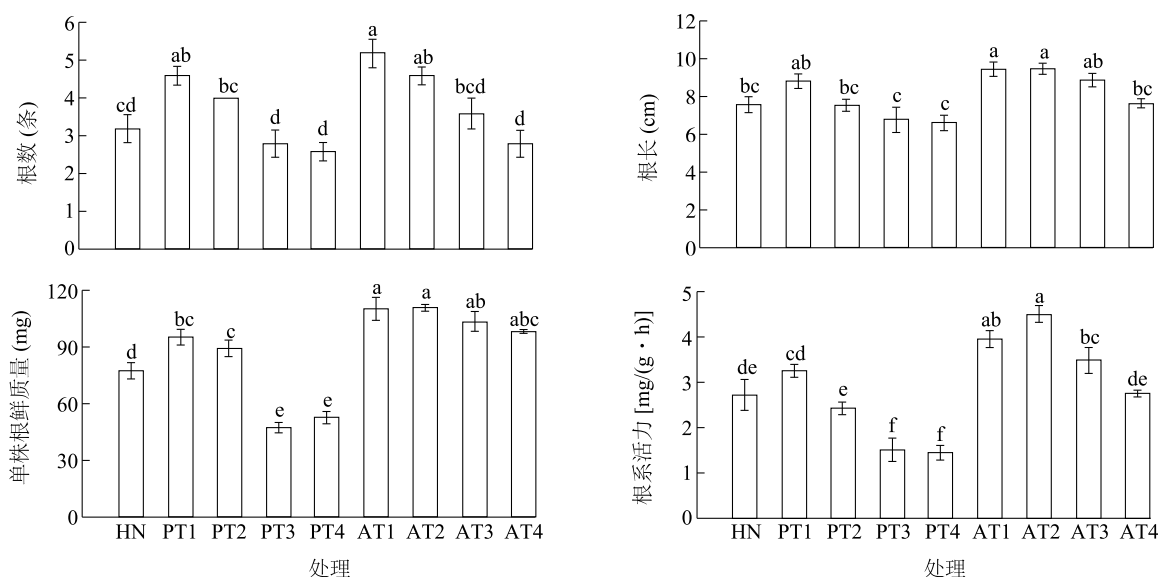 根数 (条)
6
5
4
3
2
1
0
cd ab bc d d a ab bcd d
根长 (cm)
12
10
8
6
4
2
0
bc ab bc c c a a ab bc
单株根鲜质量 (mg)
120
90
60
30
0
d bc c e e a a ab abc
HN PT1 PT2 PT3 PT4 AT1 AT2 AT3 AT4
处理
根系活力 [mg/(g·h)]
5
4
3
2
1
0
de cd e f f ab a bc de
HN PT1 PT2 PT3 PT4 AT1 AT2 AT3 AT4
处理